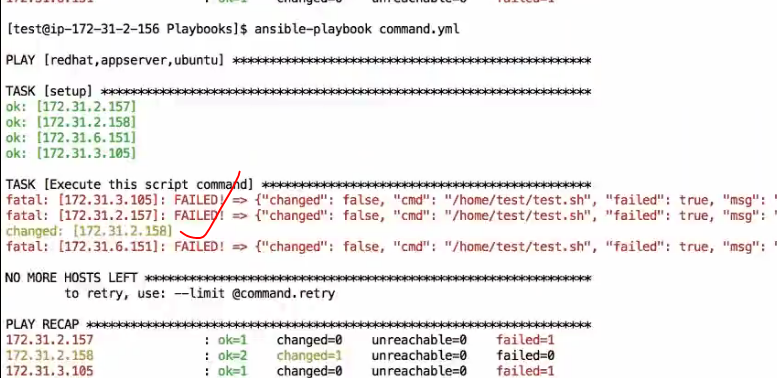 [test@ip-172-31-2-156 Playbooks]$ ansible-playbook command.yml
PLAY [redhat,appserver,ubuntu] **************************************************
TASK [setup] ********************************************************************
ok: [172.31.2.157]
ok: [172.31.2.158]
ok: [172.31.6.151]
ok: [172.31.3.105]
TASK [Execute this script command] **********************************************
fatal: [172.31.3.105]: FAILED! => {"changed": false, "cmd": "/home/test/test.sh", "failed": true, "msg": "
fatal: [172.31.2.157]: FAILED! => {"changed": false, "cmd": "/home/test/test.sh", "failed": true, "msg": "
changed: [172.31.2.158]
fatal: [172.31.6.151]: FAILED! => {"changed": false, "cmd": "/home/test/test.sh", "failed": true, "msg": "
NO MORE HOSTS LEFT **************************************************************
to retry, use: --limit @command.retry
PLAY RECAP **********************************************************************
172.31.2.157 : ok=1 changed=0 unreachable=0 failed=1
172.31.2.158 : ok=2 changed=1 unreachable=0 failed=0
172.31.3.105 : ok=1 changed=0 unreachable=0 failed=1